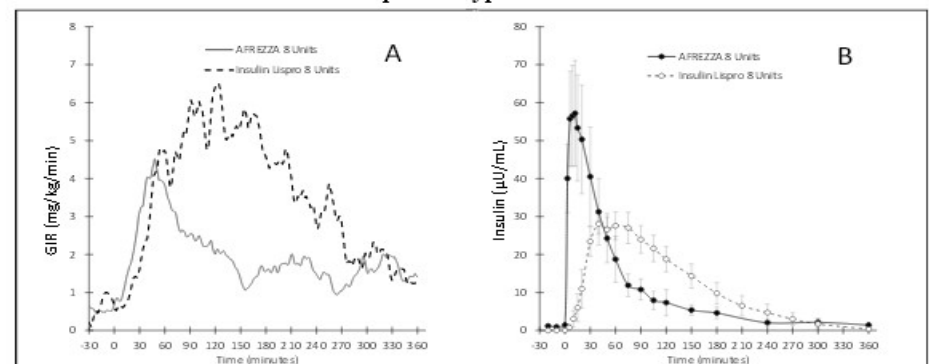 8
7
6
5
4
3
2
1
0
GIR (mg/kg/min)
AFREZZA 8 Units
Insulin Lispro 8 Units
A
-30 0 30 60 90 120 150 180 210 240 270 300 330 360
Time (minutes)
80
70
60
50
40
30
20
10
0
Insulin (µU/mL)
AFREZZA 8 Units
Insulin Lispro 8 Units
B
-30 0 30 60 90 120 150 180 210 240 270 300 330 360
Time (minutes)